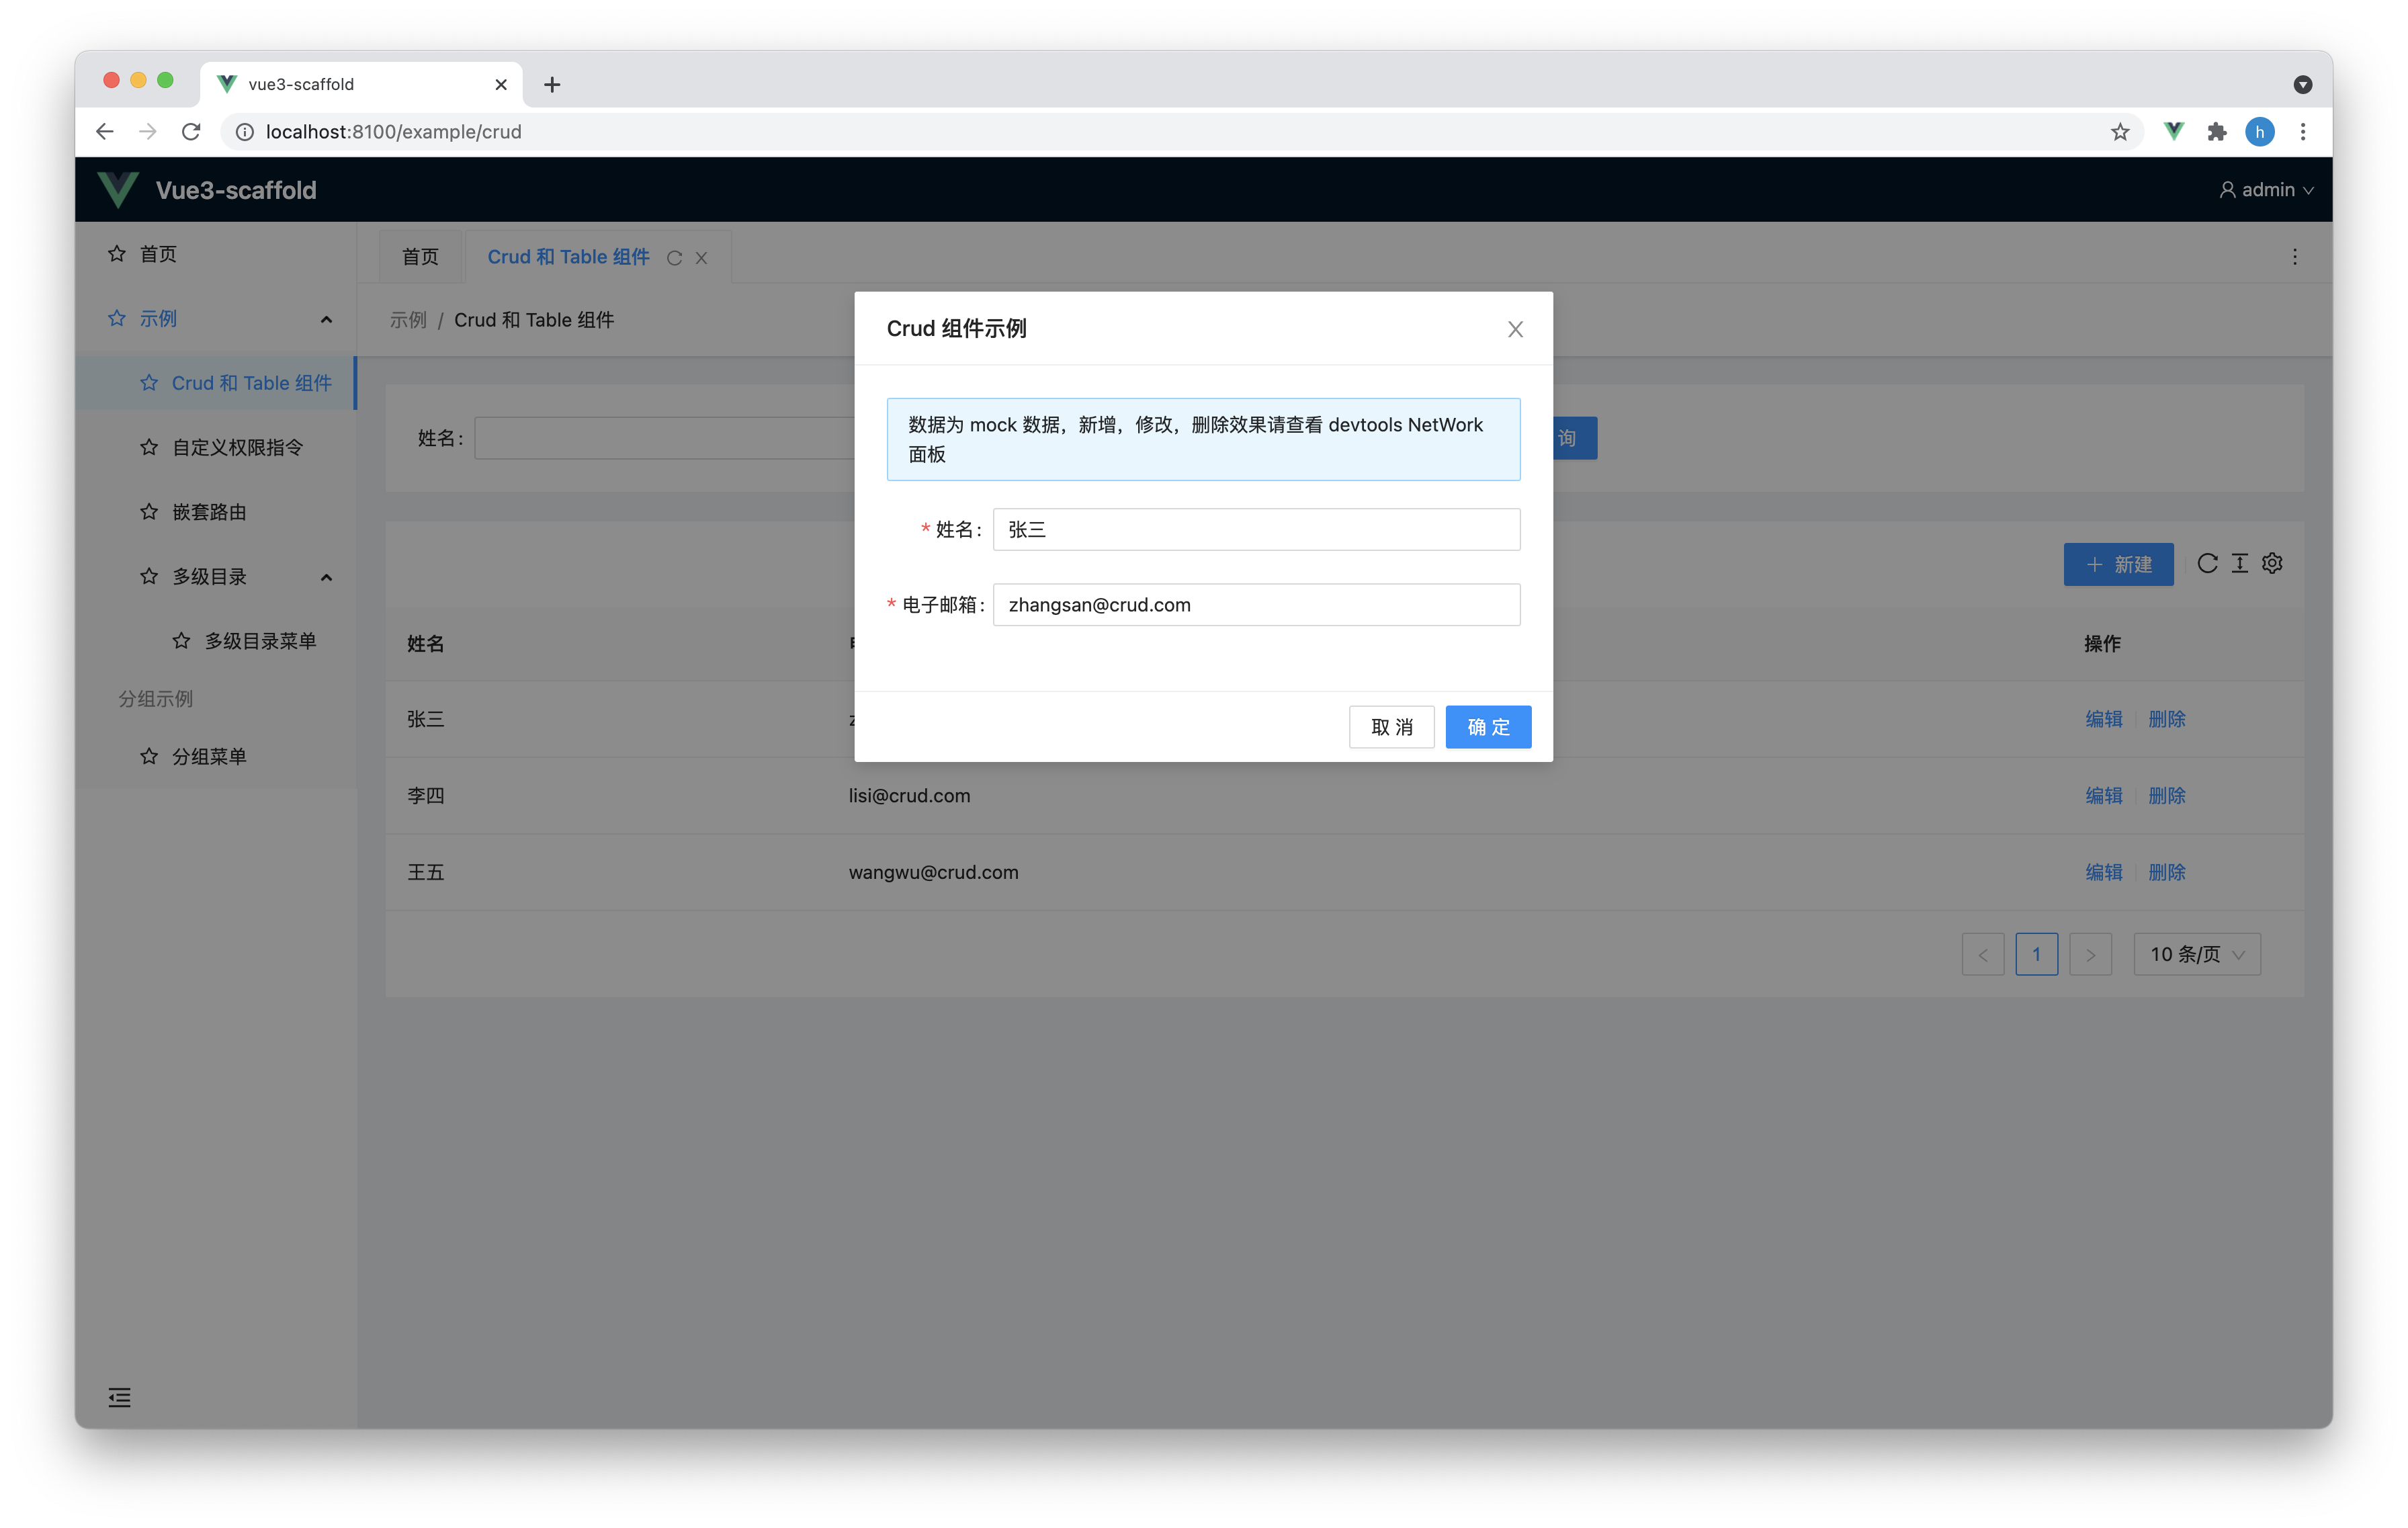 vue3-scaffold
localhost:8100/example/crud
h
Vue3-scaffold
admin
首页
示例
Crud 和 Table 组件
自定义权限指令
嵌套路由
多级目录
多级目录菜单
分组示例
分组菜单
首页
Crud 和 Table 组件
示例 / Crud 和 Table 组件
姓名：
询
新建
姓名
操作
张三
编辑
删除
李四
lisi@crud.com
编辑
删除
王五
wangwu@crud.com
编辑
删除
1
10 条/页
Crud 组件示例
数据为 mock 数据，新增，修改，删除效果请查看 devtools NetWork
面板
* 姓名：
张三
* 电子邮箱：
zhangsan@crud.com
取 消
确 定